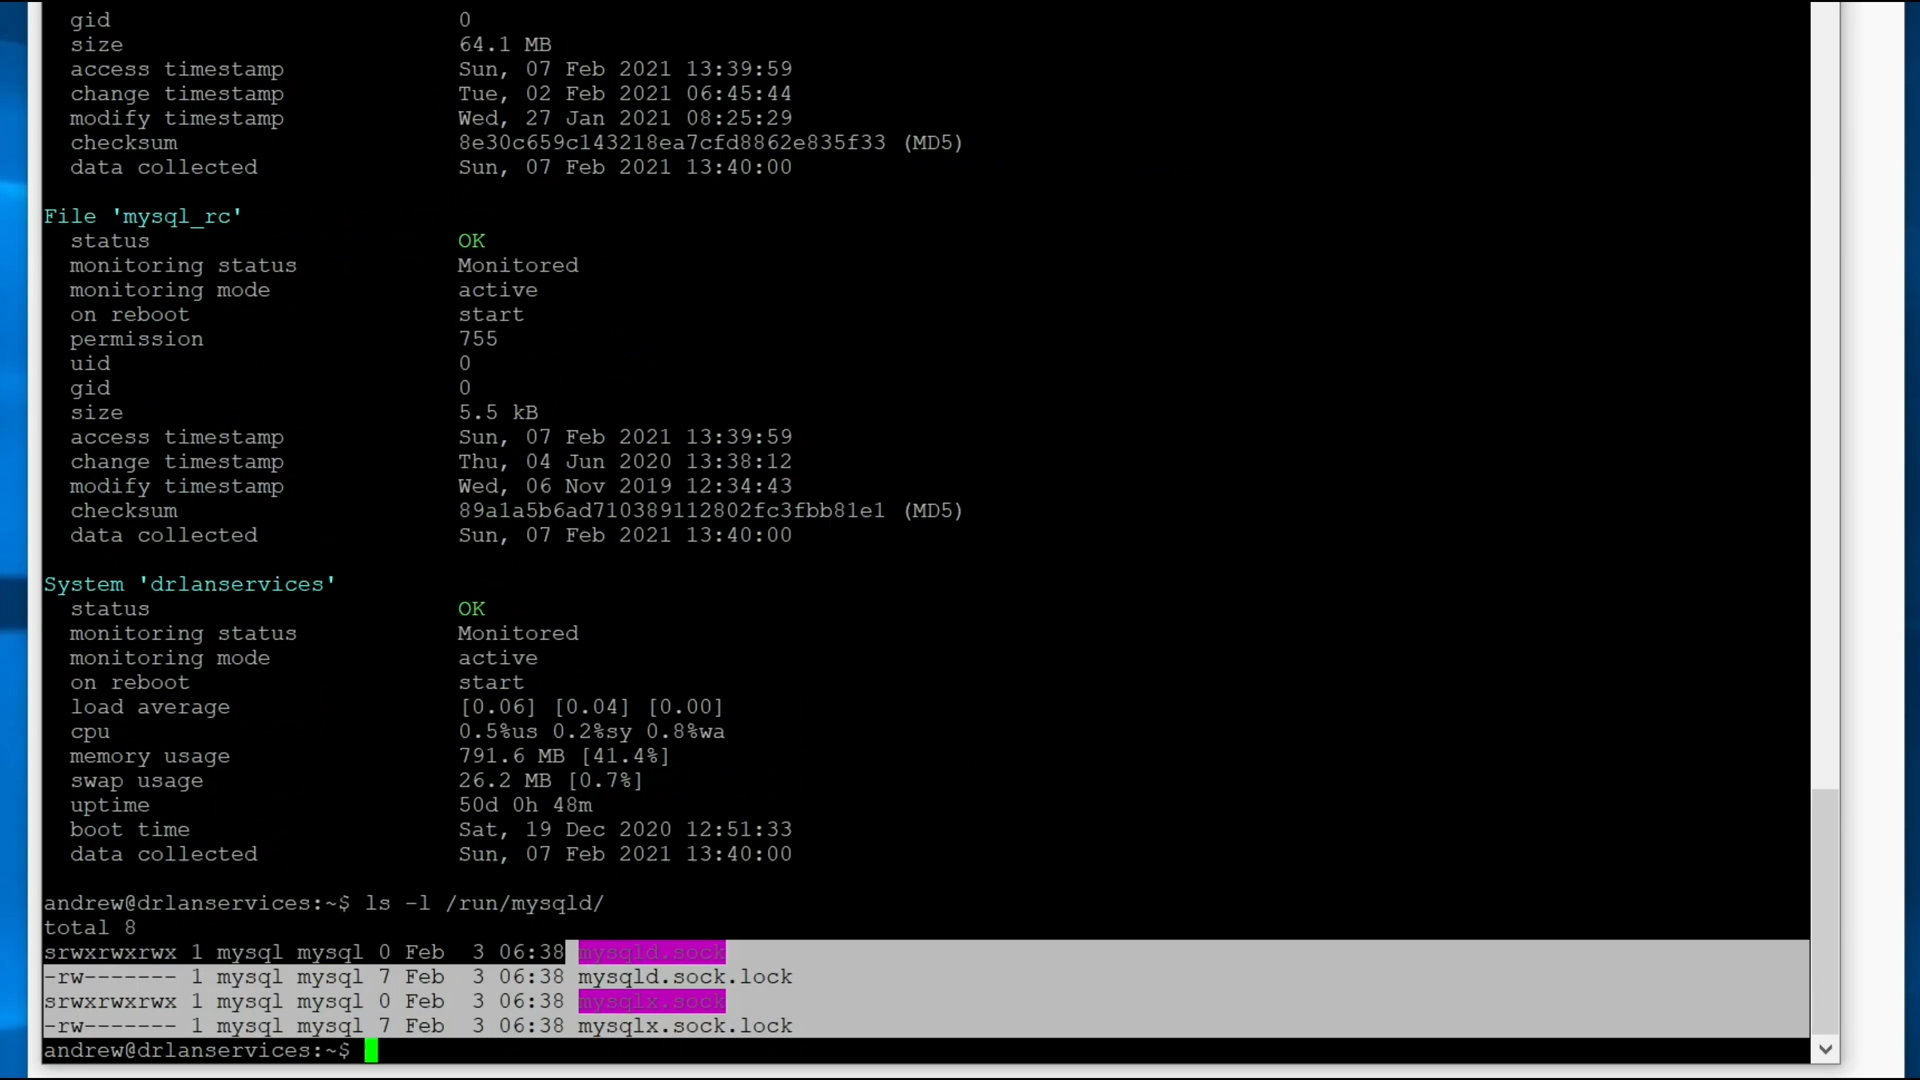 gid 0
size 64.1 MB
access timestamp Sun, 07 Feb 2021 13:39:59
change timestamp Tue, 02 Feb 2021 06:45:44
modify timestamp Wed, 27 Jan 2021 08:25:29
checksum 8e30c659c143218ea7cfd8862e835f33 (MD5)
data collected Sun, 07 Feb 2021 13:40:00
File 'mysql_rc'
status OK
monitoring status Monitored
monitoring mode active
on reboot start
permission 755
uid 0
gid 0
size 5.5 kB
access timestamp Sun, 07 Feb 2021 13:39:59
change timestamp Thu, 04 Jun 2020 13:38:12
modify timestamp Wed, 06 Nov 2019 12:34:43
checksum 89a1a5b6ad710389112802fc3fbb81e1 (MD5)
data collected Sun, 07 Feb 2021 13:40:00
System 'drlanservices'
status OK
monitoring status Monitored
monitoring mode active
on reboot start
load average [0.06] [0.04] [0.00]
cpu 0.5%us 0.2%sy 0.8%wa
memory usage 791.6 MB [41.4%]
swap usage 26.2 MB [0.7%]
uptime 50d 0h 48m
boot time Sat, 19 Dec 2020 12:51:33
data collected Sun, 07 Feb 2021 13:40:00
andrew@drlanservices:~$ ls -l /run/mysqld/
total 8
srwxrwxrwx 1 mysql mysql 0 Feb 3 06:38 mysqld.sock
-rw------- 1 mysql mysql 7 Feb 3 06:38 mysqld.sock.lock
srwxrwxrwx 1 mysql mysql 0 Feb 3 06:38 mysqlx.sock
-rw------- 1 mysql mysql 7 Feb 3 06:38 mysqlx.sock.lock
andrew@drlanservices:~$